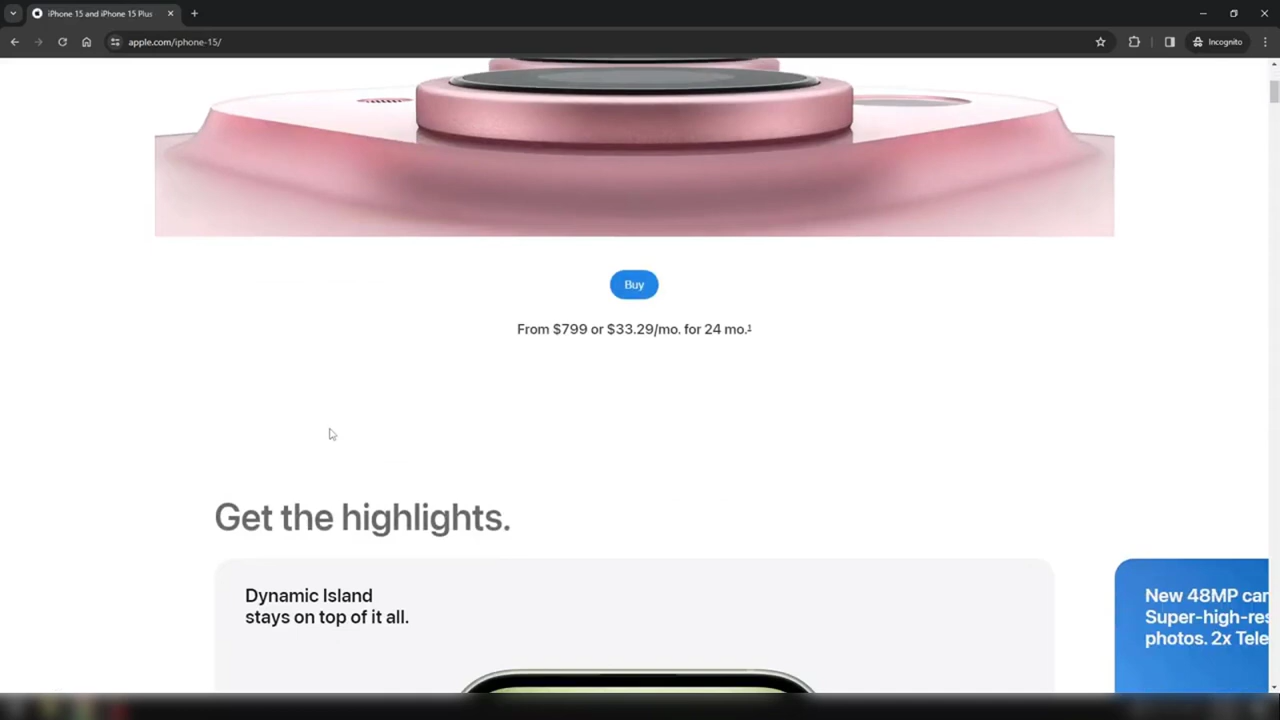 iPhone 15 and iPhone 15 Plus
apple.com/iphone-15/
Incognito
Buy
From $799 or $33.29/mo. for 24 mo.¹
Get the highlights.
Dynamic Island
stays on top of it all.
New 48MP
Super-high-res
photos. 2x Tele